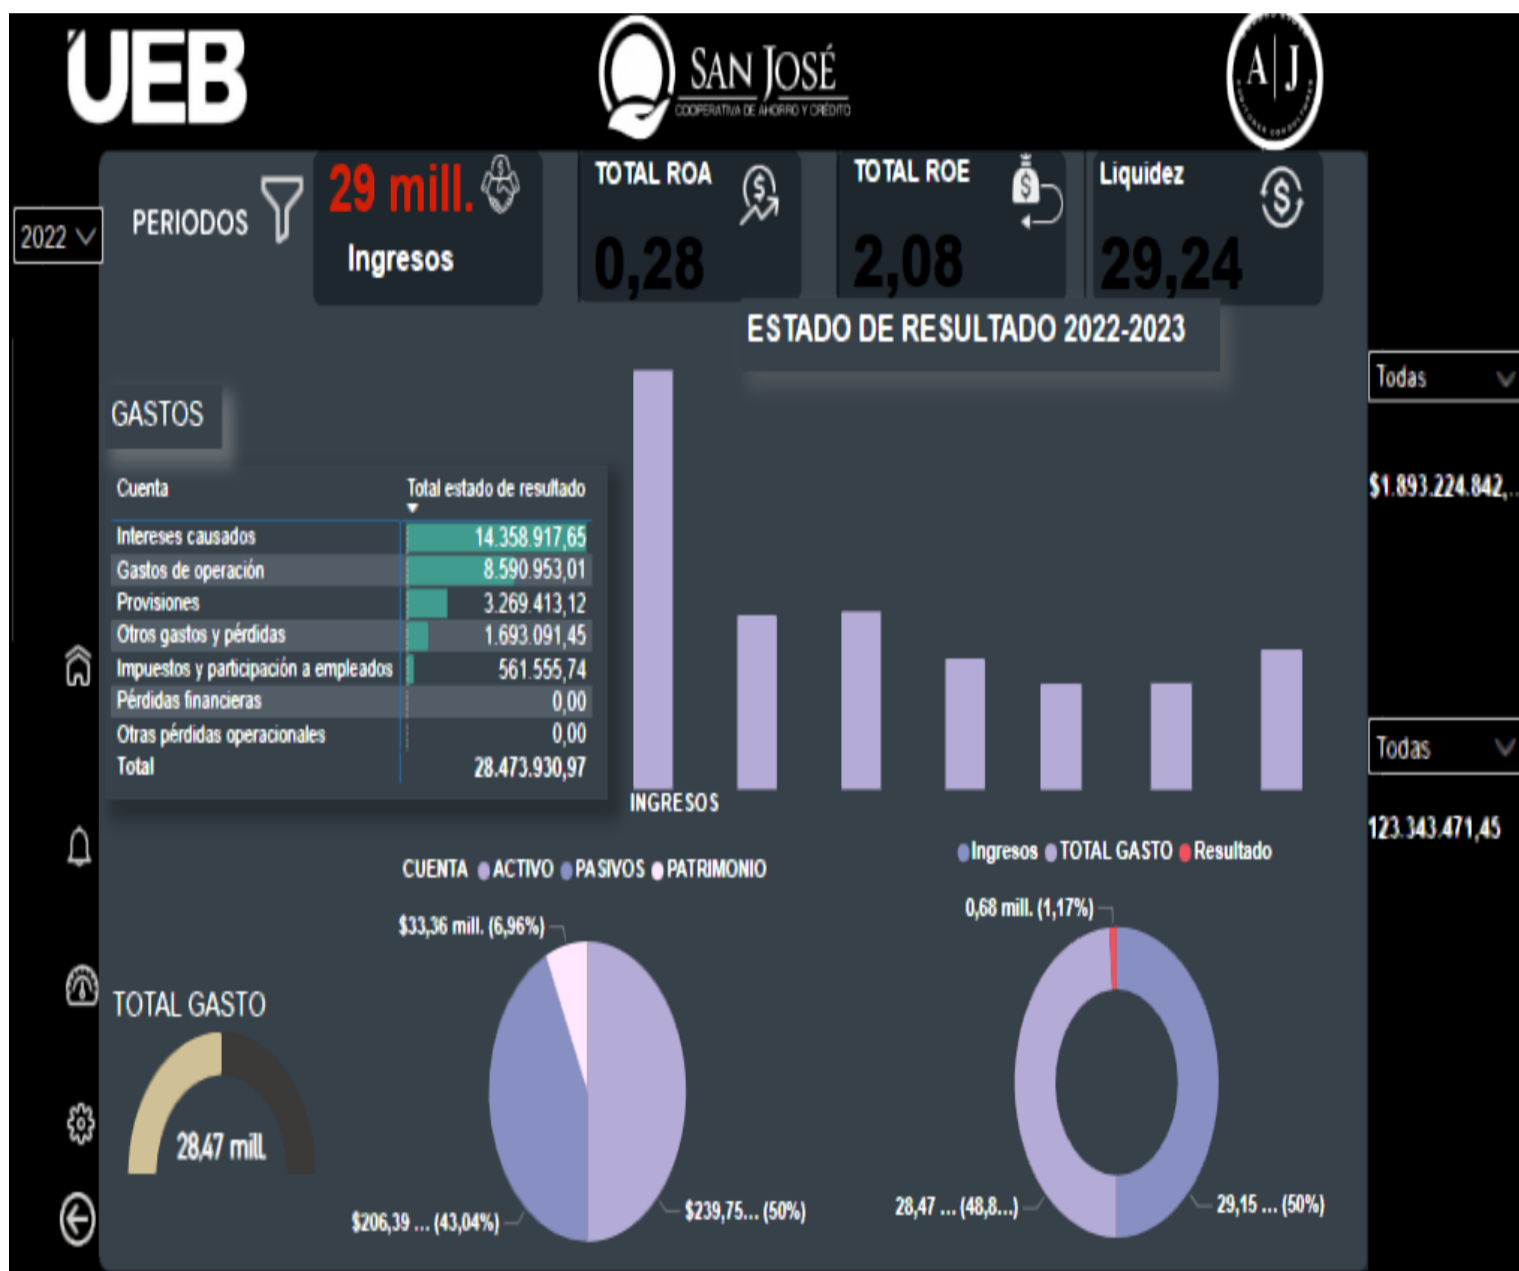 UEB
SAN JOSÉ
COOPERATIVA DE AHORRO Y CRÉDITO
A|J
2022
PERIODOS
29 mill.
Ingresos
TOTAL ROA
0,28
TOTAL ROE
2,08
Liquidez
29,24
ESTADO DE RESULTADO 2022-2023
Todas
$1.893.224.842,...
GASTOS
Cuenta Total estado de resultado
Intereses causados 14.358.917,65
Gastos de operación 8.590.953,01
Provisiones 3.269.413,12
Otros gastos y pérdidas 1.693.091,45
Impuestos y participación a empleados 561.555,74
Pérdidas financieras 0,00
Otras pérdidas operacionales 0,00
Total 28.473.930,97
INGRESOS
Todas
123.343.471,45
CUENTA ACTIVO PASIVOS PATRIMONIO
$33,36 mill. (6,96%)
$206,39 ... (43,04%)
$239,75... (50%)
Ingresos TOTAL GASTO Resultado
0,68 mill. (1,17%)
28,47 ... (48,8...)
29,15 ... (50%)
TOTAL GASTO
28,47 mill.